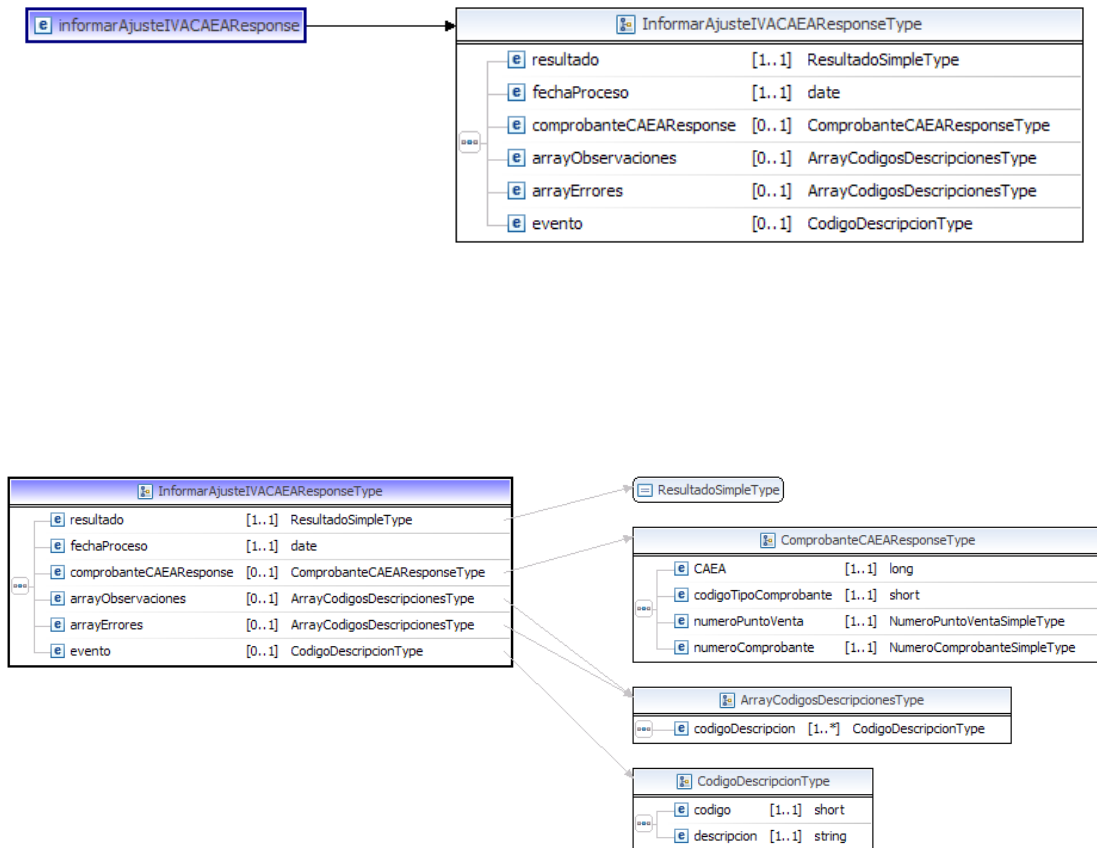 informarAjusteIVACAEAResponse
InformarAjusteIVACAEAResponseType
resultado [1..1] ResultadoSimpleType
fechaProceso [1..1] date
comprobanteCAEAResponse [0..1] ComprobanteCAEAResponseType
arrayObservaciones [0..1] ArrayCodigosDescripcionesType
arrayErrores [0..1] ArrayCodigosDescripcionesType
evento [0..1] CodigoDescripcionType
InformarAjusteIVACAEAResponseType
resultado [1..1] ResultadoSimpleType
fechaProceso [1..1] date
comprobanteCAEAResponse [0..1] ComprobanteCAEAResponseType
arrayObservaciones [0..1] ArrayCodigosDescripcionesType
arrayErrores [0..1] ArrayCodigosDescripcionesType
evento [0..1] CodigoDescripcionType
ResultadoSimpleType
ComprobanteCAEAResponseType
CAEA [1..1] long
codigoTipoComprobante [1..1] short
numeroPuntoVenta [1..1] NumeroPuntoVentaSimpleType
numeroComprobante [1..1] NumeroComprobanteSimpleType
ArrayCodigosDescripcionesType
codigoDescripcion [1..*] CodigoDescripcionType
CodigoDescripcionType
codigo [1..1] short
descripcion [1..1] string